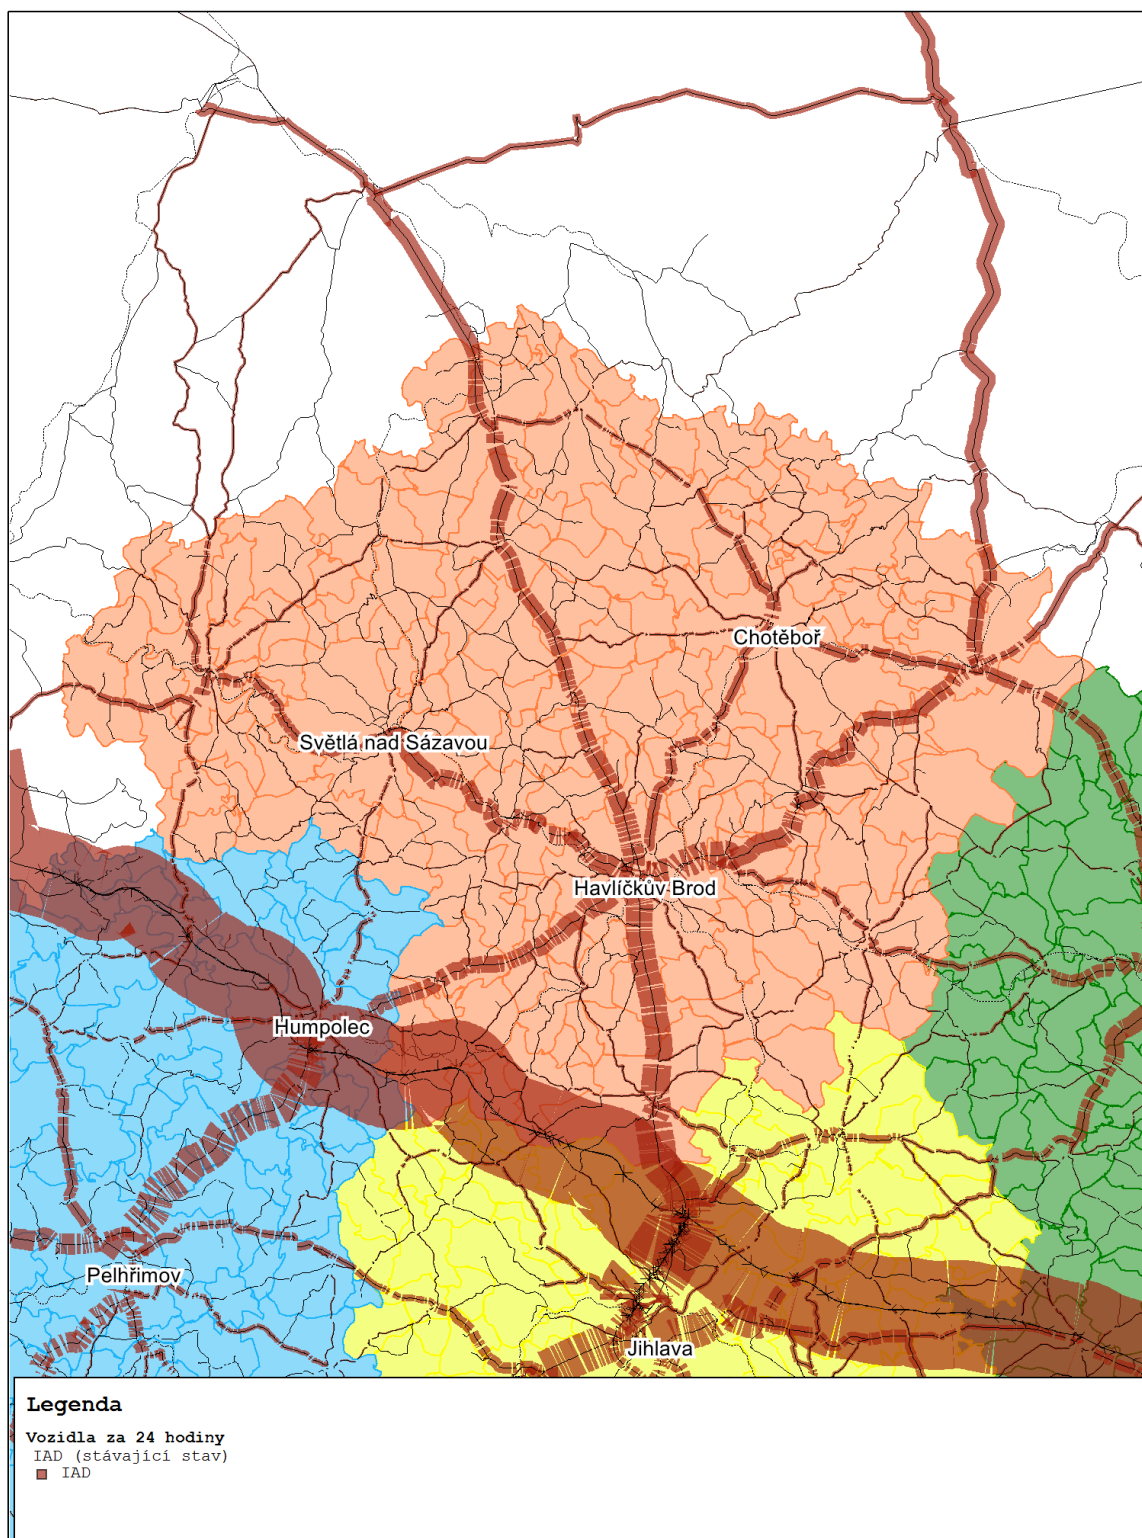 Chotěboř
Světlá nad Sázavou
Havlíčkův Brod
Humpolec
Pelhřimov
Jihlava
Legenda
Vozidla za 24 hodiny
IAD (stávající stav)
IAD